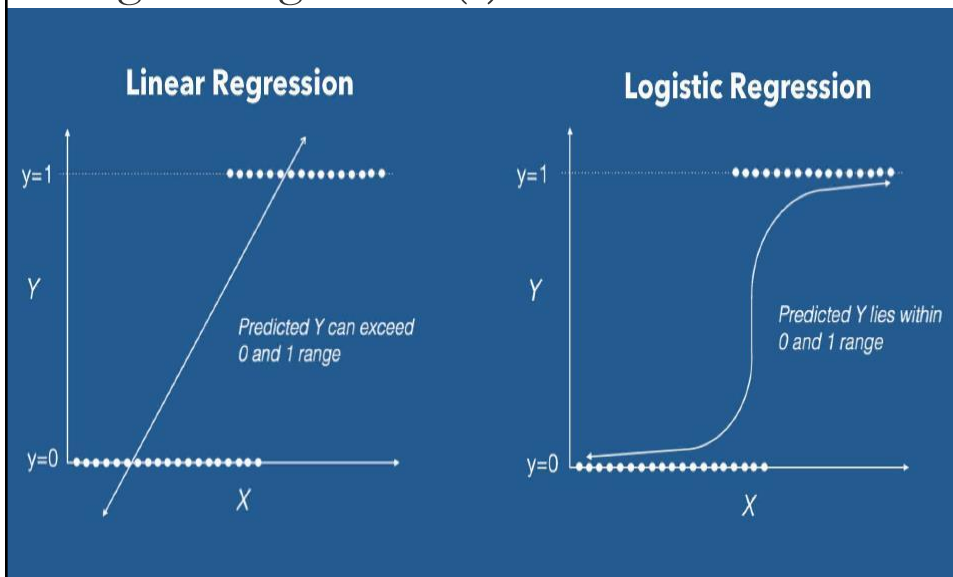 Linear Regression
y=1
Y
Predicted Y can exceed
0 and 1 range
y=0
X
Logistic Regression
y=1
Y
Predicted Y lies within
0 and 1 range
y=0
X